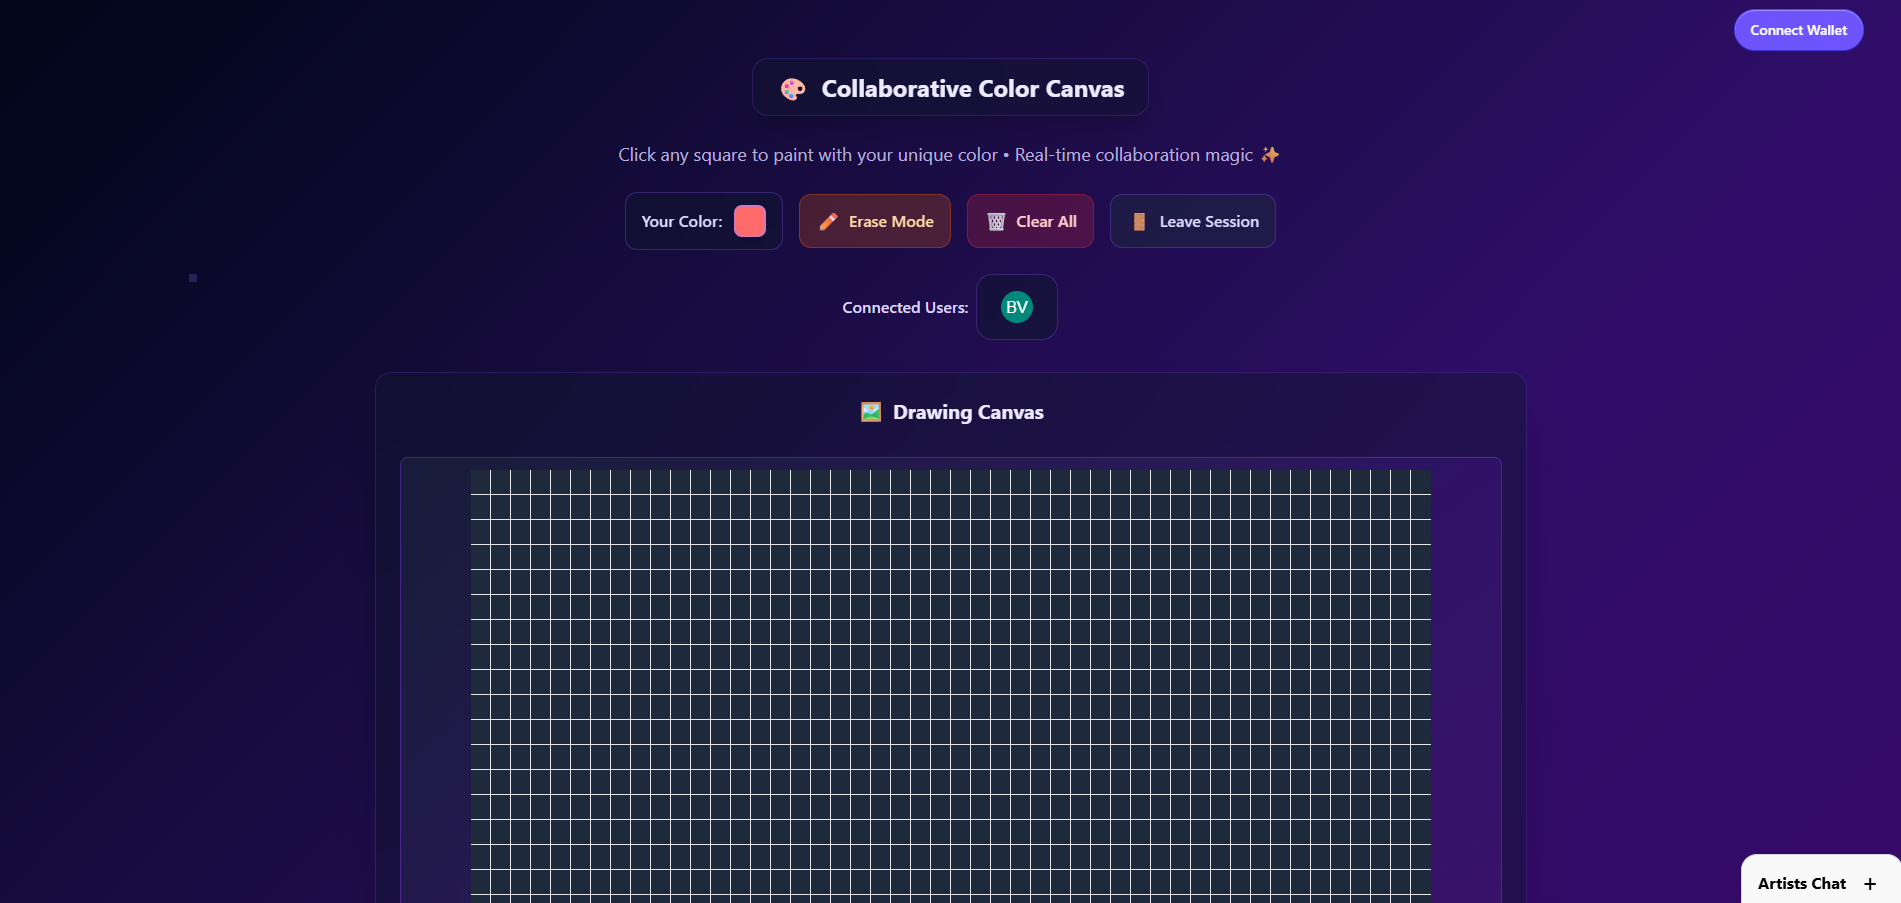 Connect Wallet
Collaborative Color Canvas
Click any square to paint with your unique color • Real-time collaboration magic ✨
Your Color:
Erase Mode
Clear All
Leave Session
Connected Users:
BV
Drawing Canvas
Artists Chat +